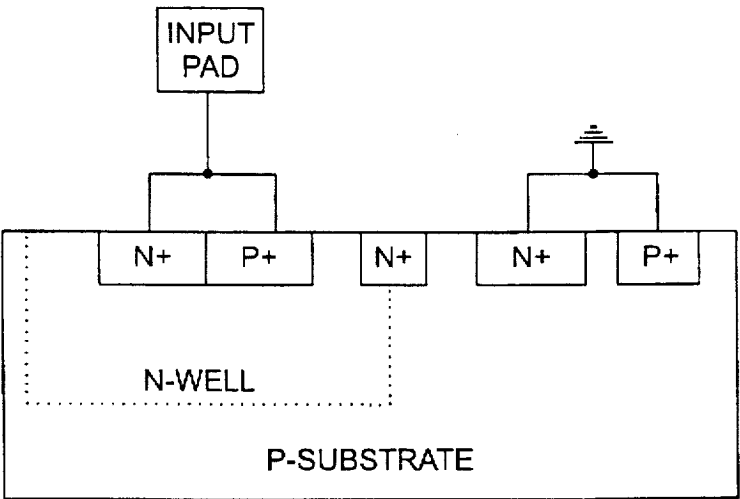 INPUT
PAD
N+ P+ N+ N+ P+
N-WELL
P-SUBSTRATE